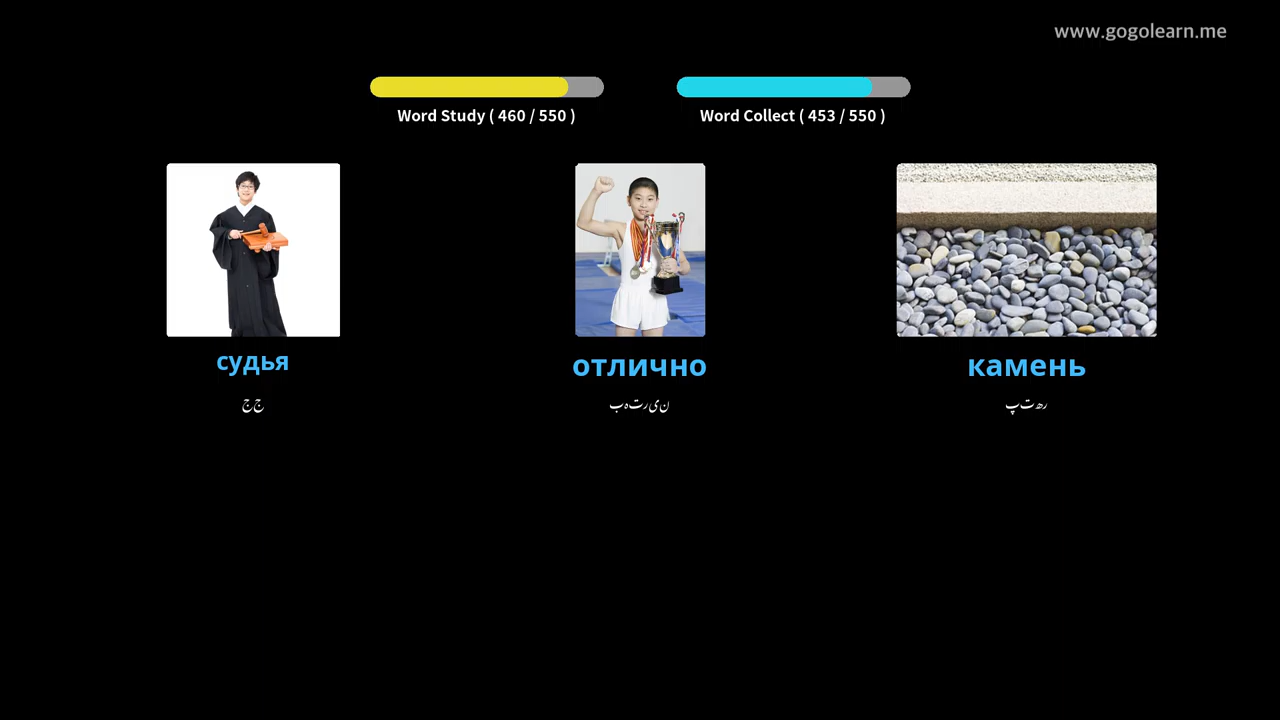 www.gogolearn.me
Word Study ( 460 / 550 )
Word Collect ( 453 / 550 )
судья
отлично
камень
جج
بہترین
پتھر